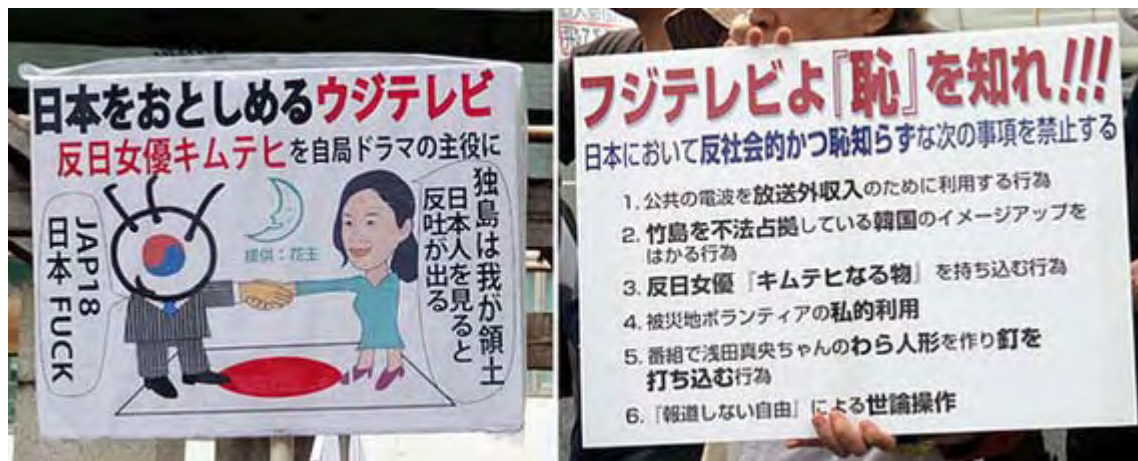 日本をおとしめるウジテレビ
反日女優キムテヒを自局ドラマの主役に
JAP18
日本 FUCK
提供：花主
独島は我が領土
日本人を見ると
反吐が出る
フジテレビよ『恥』を知れ!!!
日本において反社会的かつ恥知らずな次の事項を禁止する
1. 公共の電波を放送外収入のために利用する行為
2. 竹島を不法占拠している韓国のイメージアップを
はかる行為
3. 反日女優『キムテヒなる物』を持ち込む行為
4. 被災地ボランティアの私的利用
5. 番組で浅田真央ちゃんのわら人形を作り釘を
打ち込む行為
6.『報道しない自由』による世論操作